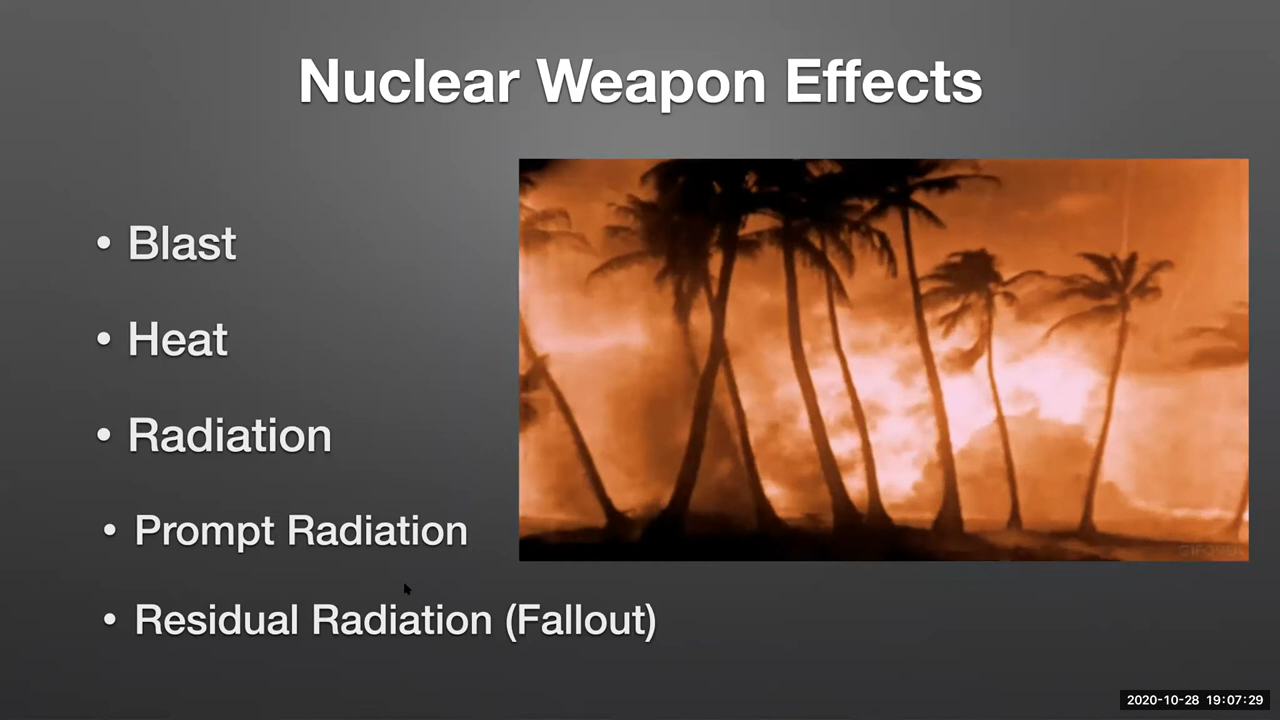 Nuclear Weapon Effects
• Blast
• Heat
• Radiation
• Prompt Radiation
• Residual Radiation (Fallout)
2020-10-28 19:07:29